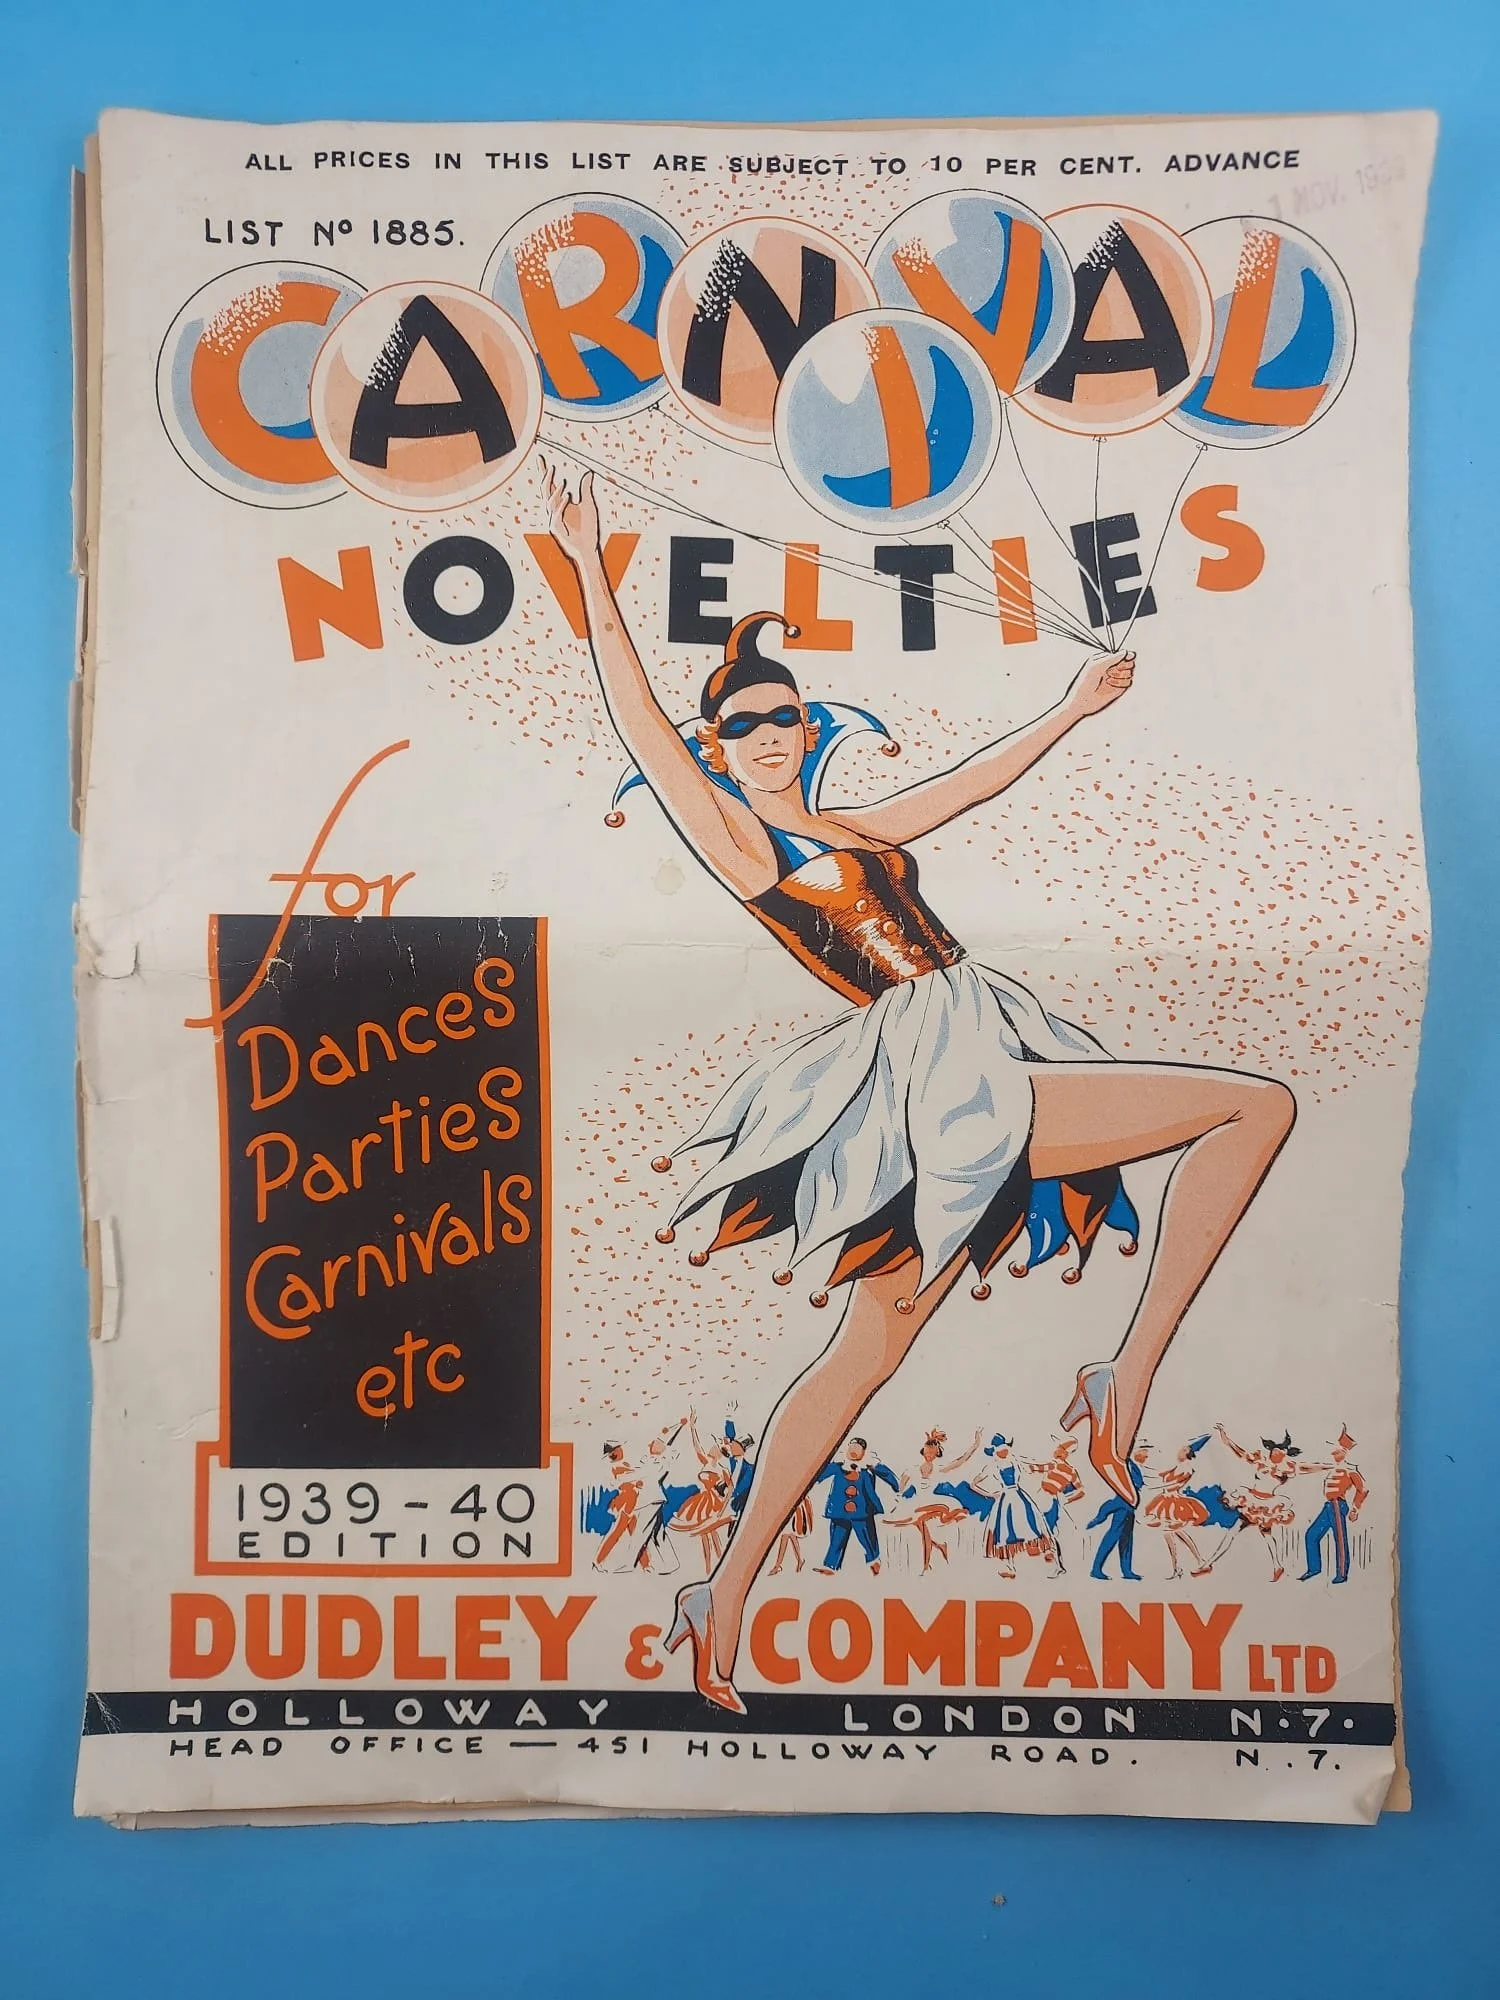 ALL PRICES IN THIS LIST ARE SUBJECT TO 10 PER CENT. ADVANCE
NOV.
LIST Nº 1885.
CARNIVAL
NOVELTIES
for
Dances
Parties
Carnivals
etc
1939-40
EDITION
DUDLEY & COMPANY LTD
HOLLOWAY LONDON N.7.
HEAD OFFICE — 451 HOLLOWAY ROAD. N.7.